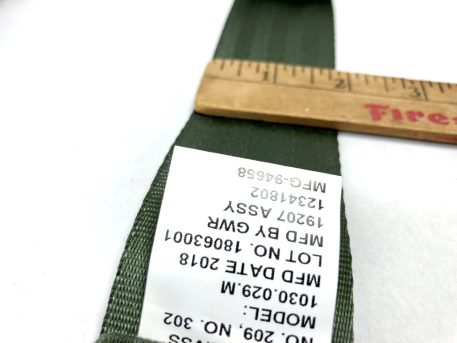 NO. 209, NO. 302
MODEL:
1030.029.M
MFD DATE 2018
LOT NO. 18063001
MFD BY GWR
19207 ASSY
12341802
MFG-94658
1 2 3